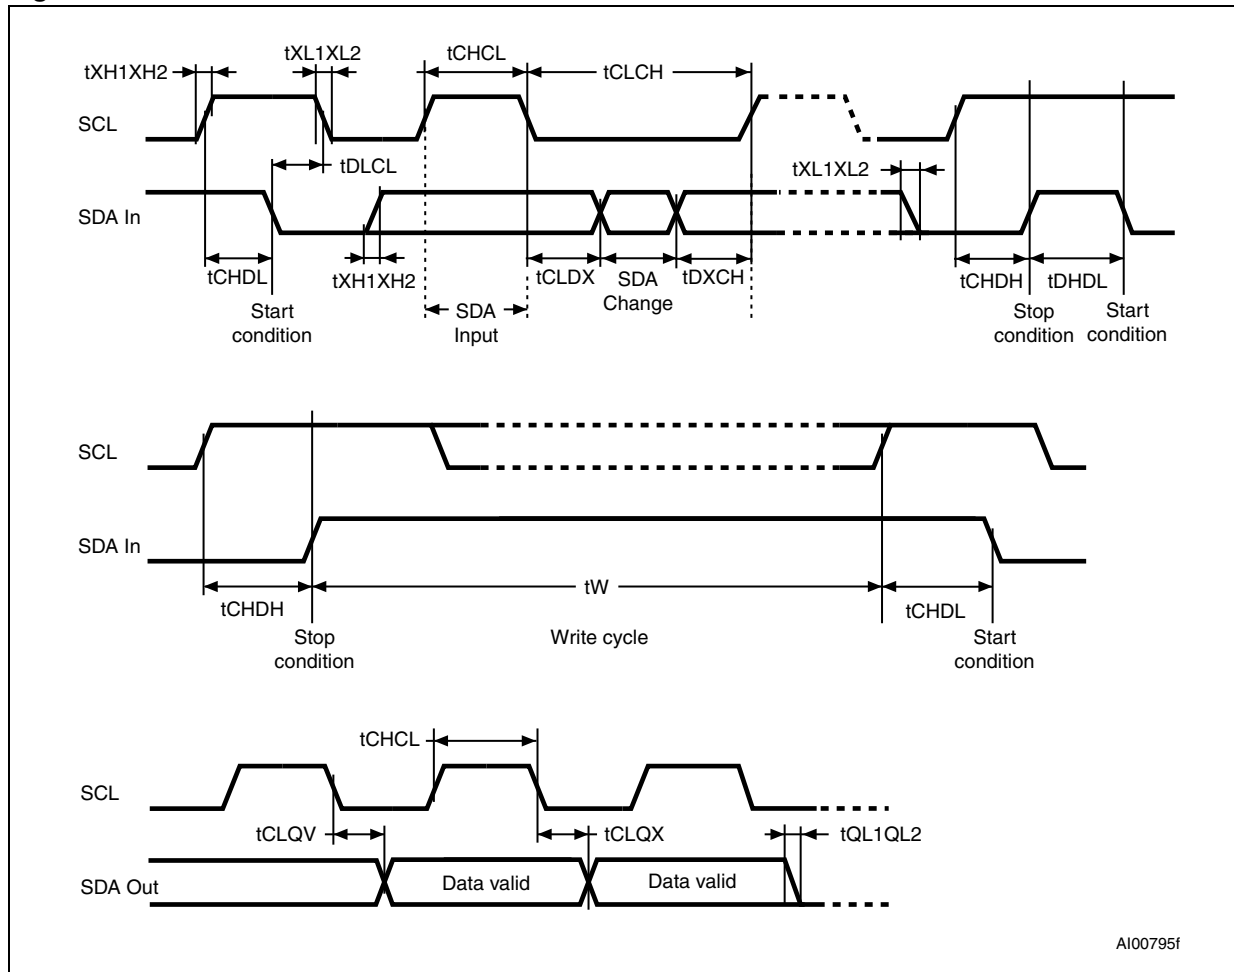 tXH1XH2
tXL1XL2
tCHCL
tCLCH
SCL
tDLCL
tXL1XL2
SDA In
tCHDL
tXH1XH2
tCLDX
SDA
Change
tDXCH
tCHDH
tDHDL
Start
condition
SDA
Input
Stop
condition
Start
condition
SCL
SDA In
tCHDH
tW
tCHDL
Stop
condition
Write cycle
Start
condition
tCHCL
SCL
tCLQV
tCLQX
tQL1QL2
SDA Out
Data valid
Data valid
AI00795f